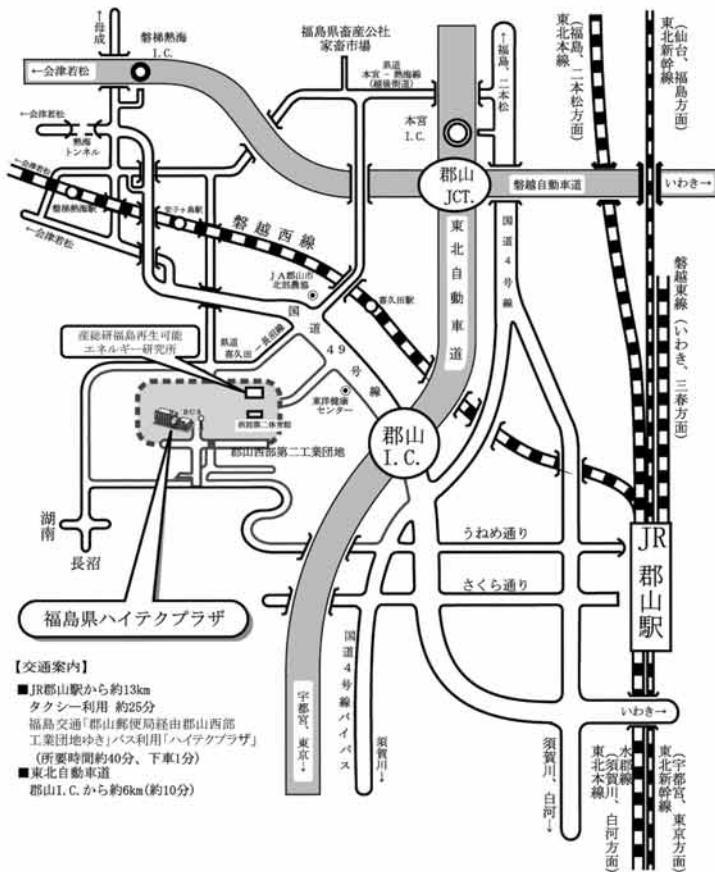 ←母成
磐梯熱海
I.C.
←会津若松
福島県畜産公社
家畜市場
県道
本宮-熱海線
(越後街道)
←福島、二本松
本宮
I.C.
東北本線
(福島、二本松方面)
東北新幹線
(仙台、福島方面)
←会津若松
熱海
トンネル
郡山
JCT.
磐越自動車道
いわき→
←会津若松
磐梯熱海駅
安子ヶ島駅
←会津若松
磐越西線
東北自動車道
国道4号線
JA郡山市
北部農協
喜久田駅
磐越東線(いわき、三春方面)
産総研福島再生可能
エネルギー研究所
県道
喜久田
一長沼線
国道49号線
東洋健康
センター
BUS
西部第二体育館
郡山西部第二工業団地
郡山
I.C.
湖南
長沼
うねめ通り
さくら通り
JR郡山駅
福島県ハイテクプラザ
国道4号線バイパス
宇都宮、東京→
須賀川→
いわき→
須賀川、白河→
水郡線
東北本線
(須賀川、白河方面)
東北新幹線
(宇都宮、東京方面)
【交通案内】
■JR郡山駅から約13km
タクシー利用 約25分
福島交通「郡山郵便局経由郡山西部
工業団地ゆき」バス利用「ハイテクプラザ」
(所要時間約40分、下車1分)
■東北自動車道
郡山I.C.から約6km(約10分)